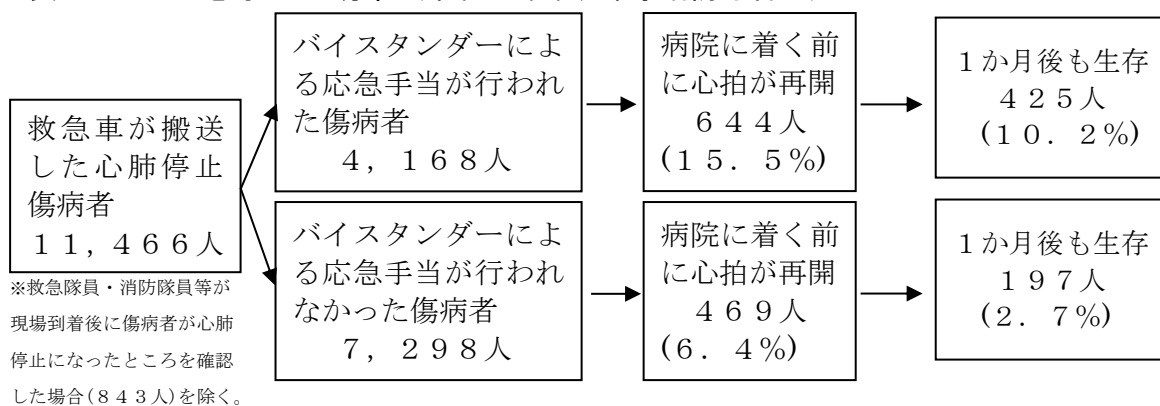 救急車が搬送
した心肺停止
傷病者
１１，４６６人
※救急隊員・消防隊員等が
現場到着後に傷病者が心肺
停止になったところを確認
した場合(８４３人)を除く。
バイスタンダーによ
る応急手当が行われ
た傷病者
４，１６８人
病院に着く前
に心拍が再開
６４４人
(１５．５%)
１か月後も生存
４２５人
(１０．２%)
バイスタンダーによ
る応急手当が行われ
なかった傷病者
７，２９８人
病院に着く前
に心拍が再開
４６９人
(６．４%)
１か月後も生存
１９７人
(２．７%)